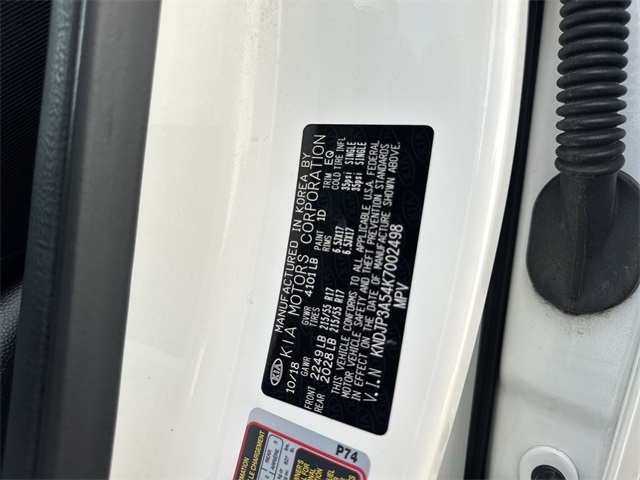 KIA
MANUFACTURED IN KOREA BY
KIA MOTORS CORPORATION
10/18 GVWR 4101LB PAINT 1D TRIM EQ
GAWR TIRES RIMS COLD TIRE INFL
FRONT 2249LB 215/55 R17 6.5JX17 35psi SINGLE
REAR 2028LB 215/55 R17 6.5JX17 35psi SINGLE
THIS VEHICLE CONFORMS TO ALL APPLICABLE U.S.A. FEDERAL
MOTOR VEHICLE SAFETY AND THEFT PREVENTION STANDARDS
IN EFFECT ON THE DATE OF MANUFACTURE SHOWN ABOVE.
V.I.N KNDJP3A54K7002498
MPV
P74
REAR
ARRIÈRE